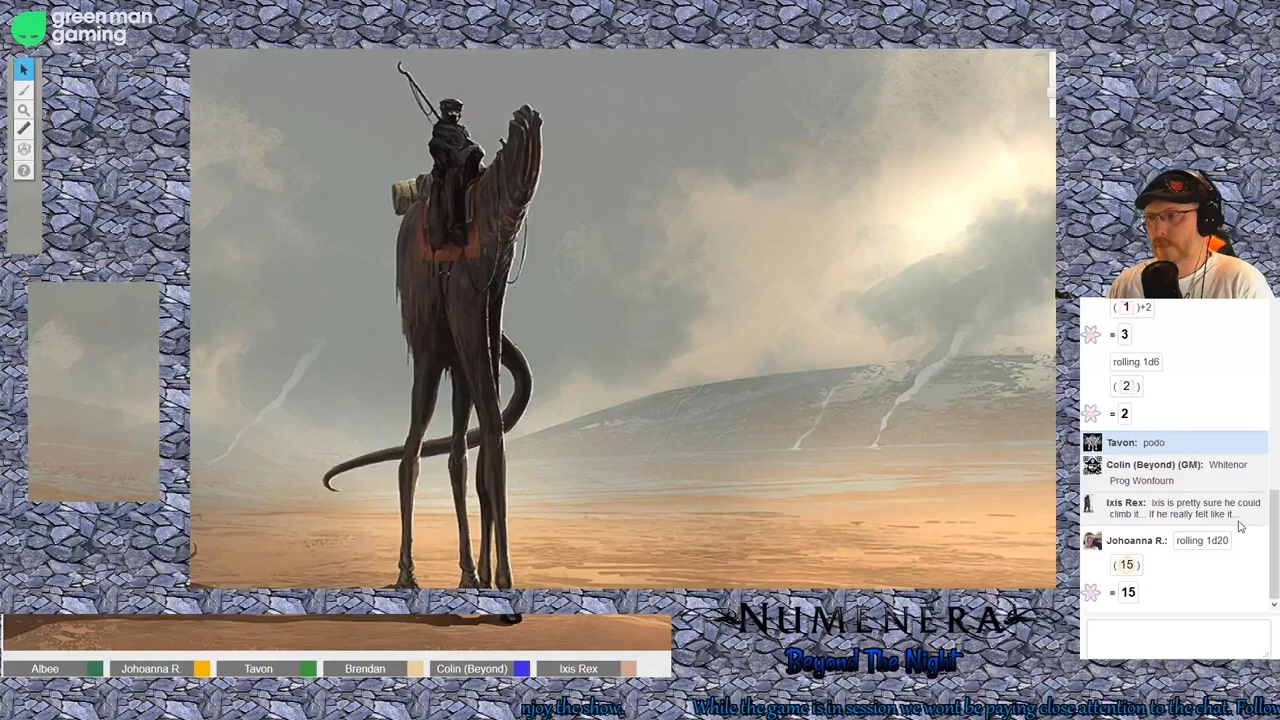 green man
gaming
( 1 )+2
= 3
rolling 1d6
( 2 )
= 2
Tavon: podo
Colin (Beyond) (GM): Whitenor
Prog Wonfourn
Ixis Rex: Ixis is pretty sure he could
climb it... If he really felt like it...
Johoanna R.: rolling 1d20
( 15 )
= 15
NUMENERA
Beyond The Night
Albee
Johoanna R.
Tavon
Brendan
Colin (Beyond)
Ixis Rex
njoy the show.
While the game is in session we wont be paying close attention to the chat. Follow